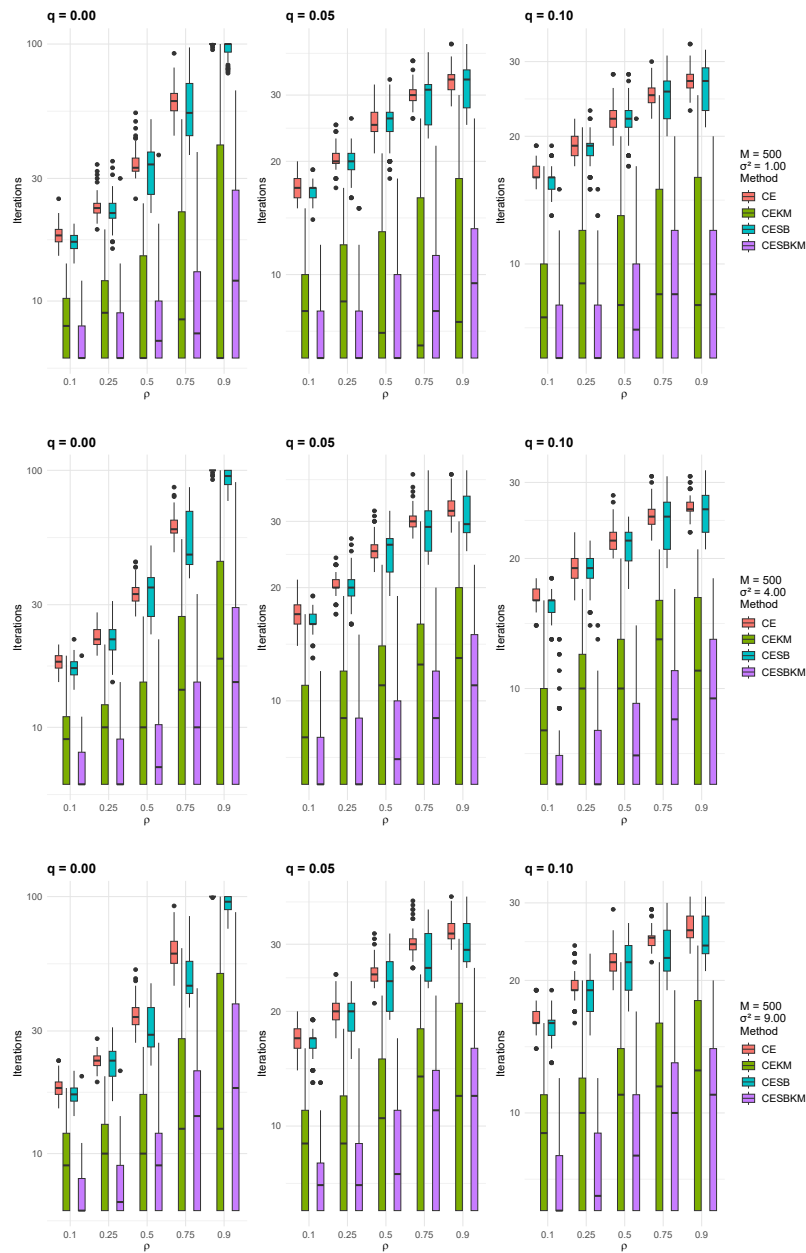 q = 0.00
q = 0.05
q = 0.10
100
30
10
Iterations
0.1 0.25 0.5 0.75 0.9
ρ
30
20
10
Iterations
0.1 0.25 0.5 0.75 0.9
ρ
30
20
10
Iterations
0.1 0.25 0.5 0.75 0.9
ρ
M = 500
σ² = 1.00
Method
CE
CEKM
CESB
CESBKM
q = 0.00
q = 0.05
q = 0.10
100
30
10
Iterations
0.1 0.25 0.5 0.75 0.9
ρ
30
20
10
Iterations
0.1 0.25 0.5 0.75 0.9
ρ
30
20
10
Iterations
0.1 0.25 0.5 0.75 0.9
ρ
M = 500
σ² = 4.00
Method
CE
CEKM
CESB
CESBKM
q = 0.00
q = 0.05
q = 0.10
100
30
10
Iterations
0.1 0.25 0.5 0.75 0.9
ρ
30
20
10
Iterations
0.1 0.25 0.5 0.75 0.9
ρ
30
20
10
Iterations
0.1 0.25 0.5 0.75 0.9
ρ
M = 500
σ² = 9.00
Method
CE
CEKM
CESB
CESBKM